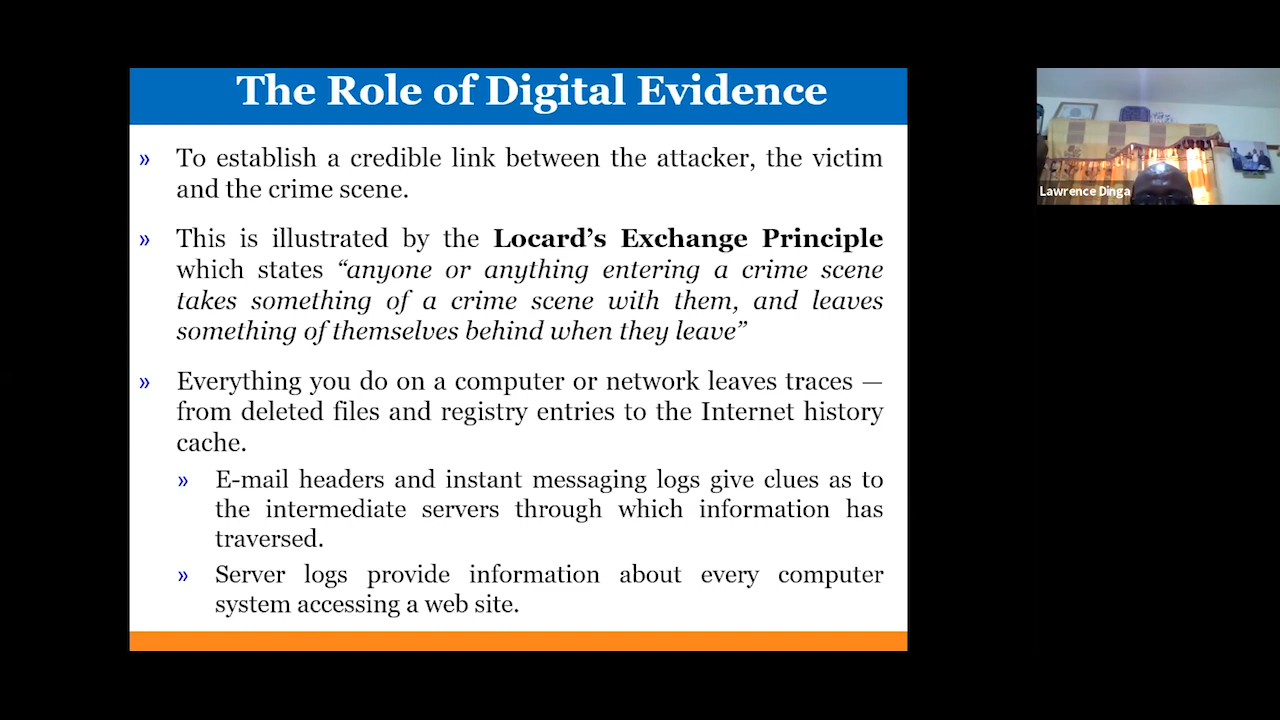 The Role of Digital Evidence
» To establish a credible link between the attacker, the victim
and the crime scene.
» This is illustrated by the Locard’s Exchange Principle
which states “anyone or anything entering a crime scene
takes something of a crime scene with them, and leaves
something of themselves behind when they leave”
» Everything you do on a computer or network leaves traces —
from deleted files and registry entries to the Internet history
cache.
» E-mail headers and instant messaging logs give clues as to
the intermediate servers through which information has
traversed.
» Server logs provide information about every computer
system accessing a web site.
Lawrence Dinga